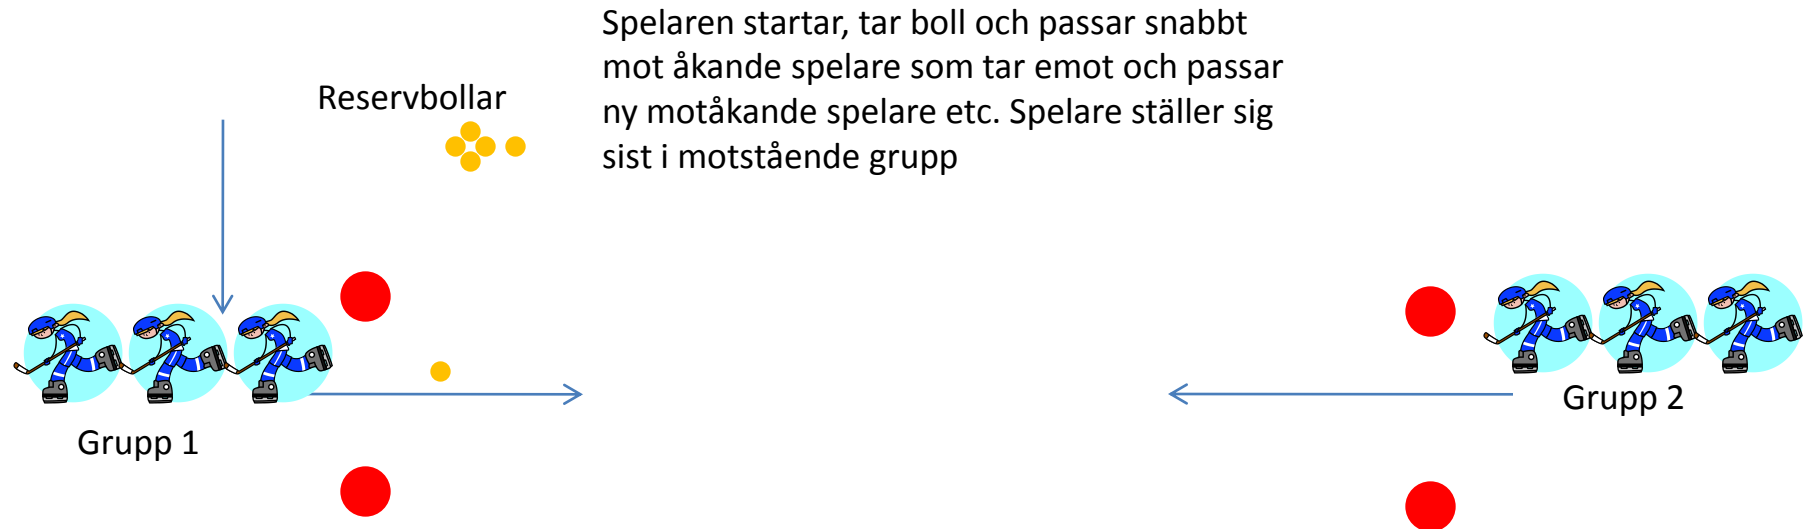 Spelaren startar, tar boll och passar snabbt
mot åkande spelare som tar emot och passar
ny motåkande spelare etc. Spelare ställer sig
sist i motstående grupp
Reservbollar
Grupp 1
Grupp 2